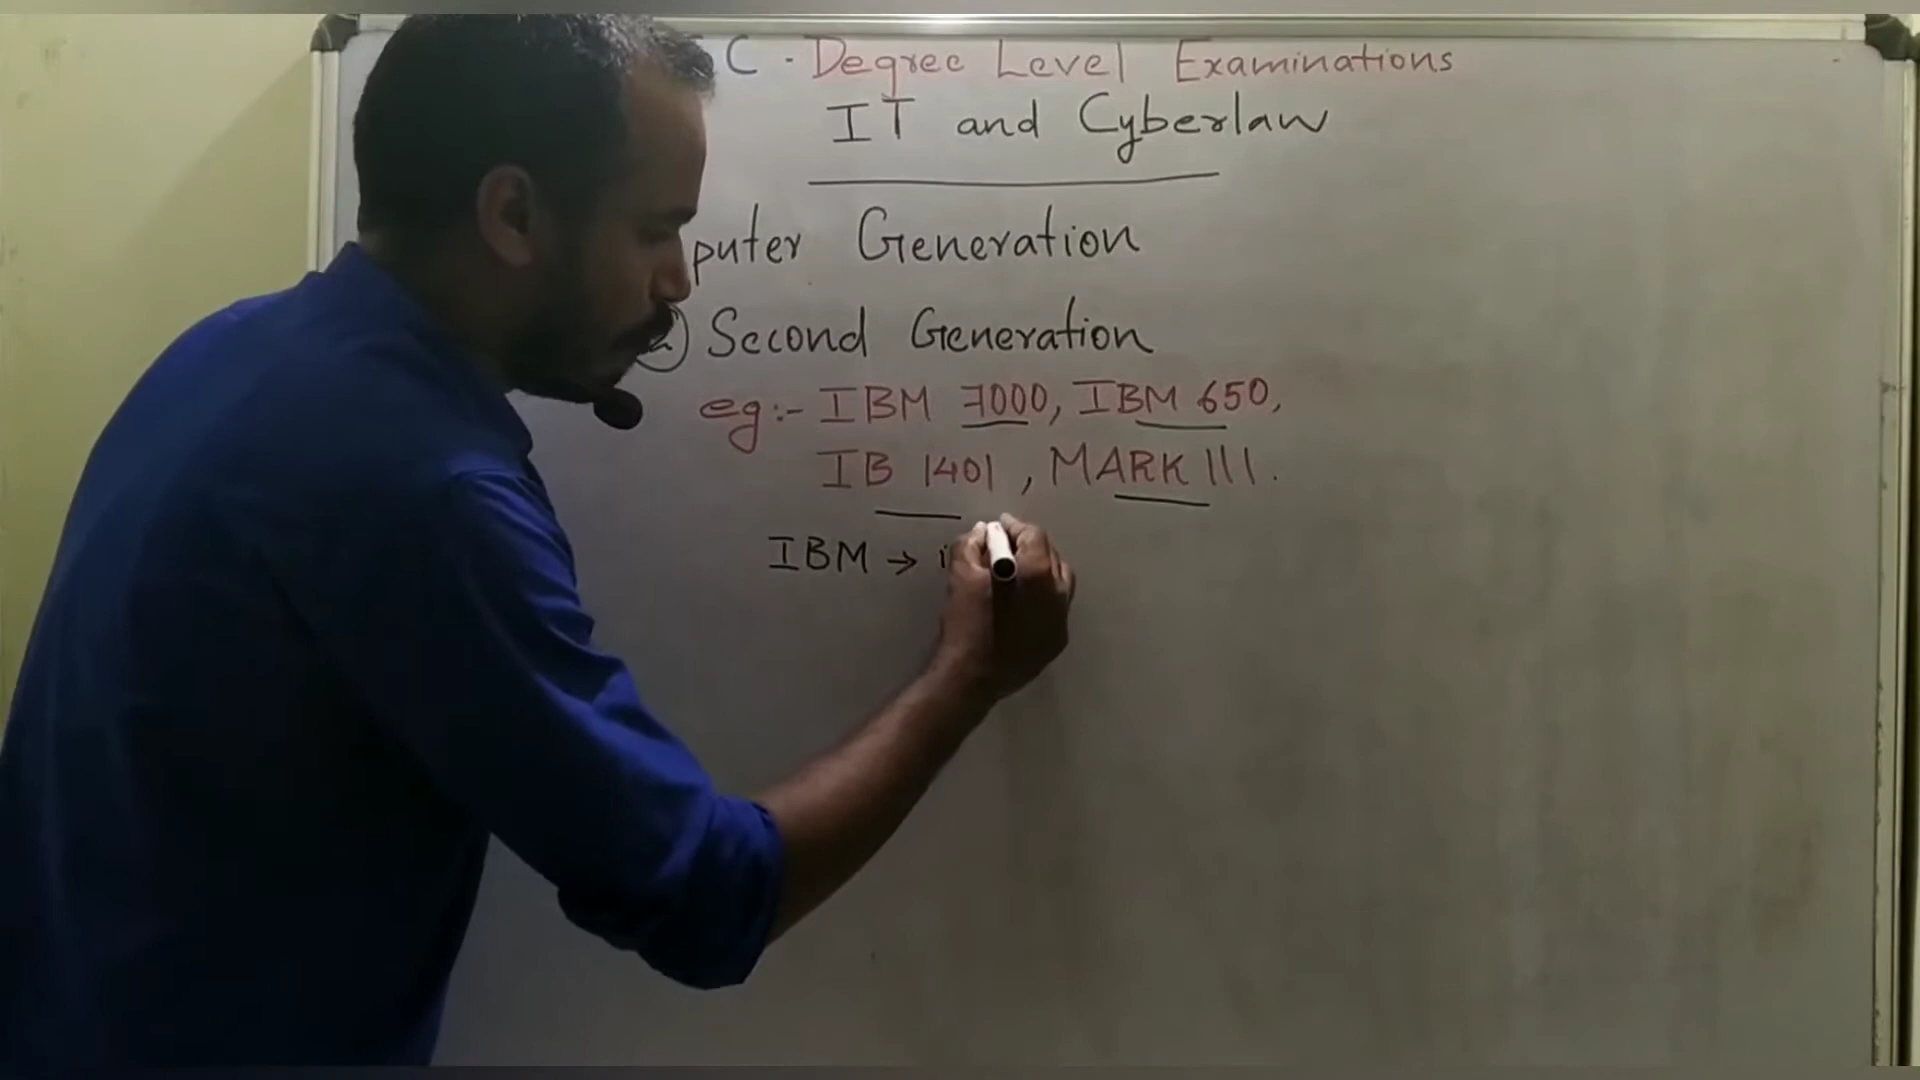 C. Degree Level Examinations
IT and Cyberlaw
puter Generation
Second Generation
eg:- IBM 7000, IBM 650,
IB 1401, MARK III.
IBM → i